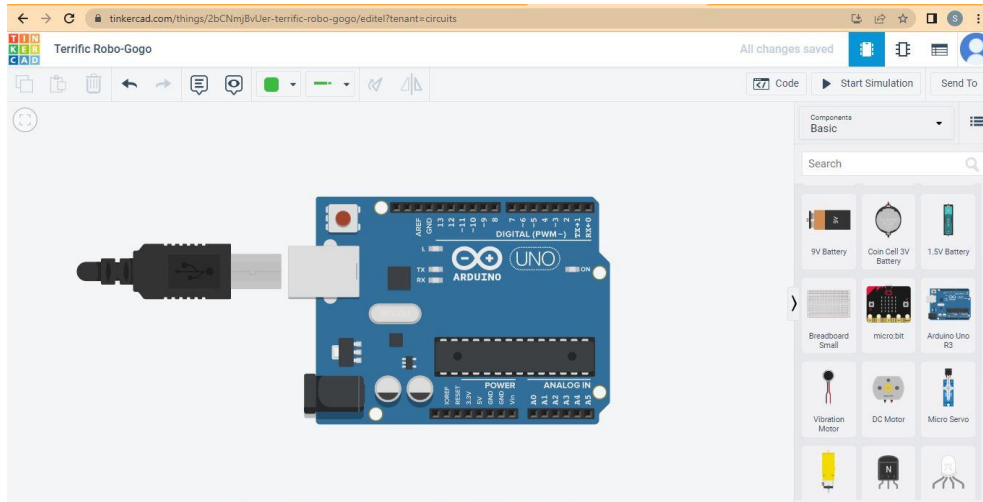 tinkercad.com/things/2bCNmjBvUer-terrific-robo-gogo/editel?tenant=circuits
S
TIN
KER
CAD
Terrific Robo-Gogo
All changes saved
Code
Start Simulation
Send To
Components
Basic
Search
9V
9V Battery
Coin Cell 3V
Battery
1.5V Battery
Breadboard
Small
micro:bit
Arduino Uno
R3
Vibration
Motor
DC Motor
Micro Servo
N
AREF
GND
13
12
~11
~10
~9
8
7
~6
~5
4
~3
2
TX→1
RX←0
DIGITAL (PWM~)
L
TX
RX
ARDUINO
UNO
ON
POWER
ANALOG IN
IOREF
RESET
3.3V
5V
GND
GND
Vin
A0
A1
A2
A3
A4
A5